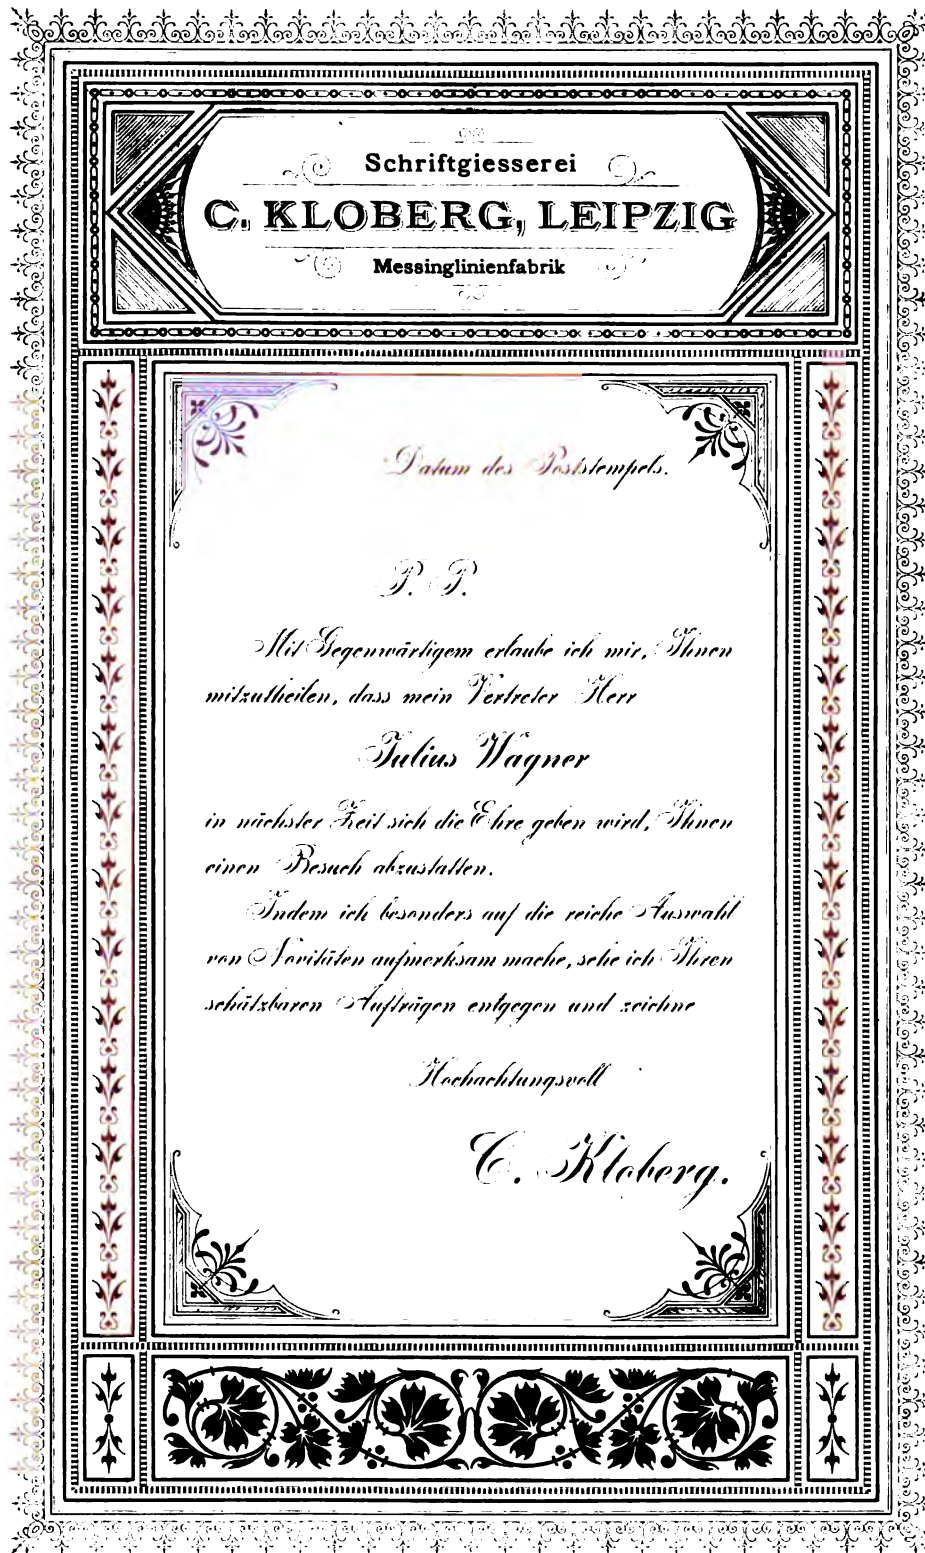 Schriftgiesserei
C. KLOBERG, LEIPZIG
Messinglinienfabrik
Datum des Poststempels.
P. P.
Mit Gegenwärtigem erlaube ich mir, Ihnen
mitzutheilen, dass mein Vertreter Herr
Julius Wagner
in nächster Zeit sich die Ehre geben wird, Ihnen
einen Besuch abzustatten.
Indem ich besonders auf die reiche Auswahl
von Novitäten aufmerksam mache, sehe ich Ihren
schätzbaren Aufträgen entgegen und zeichne
Hochachtungsvoll
C. Kloberg.